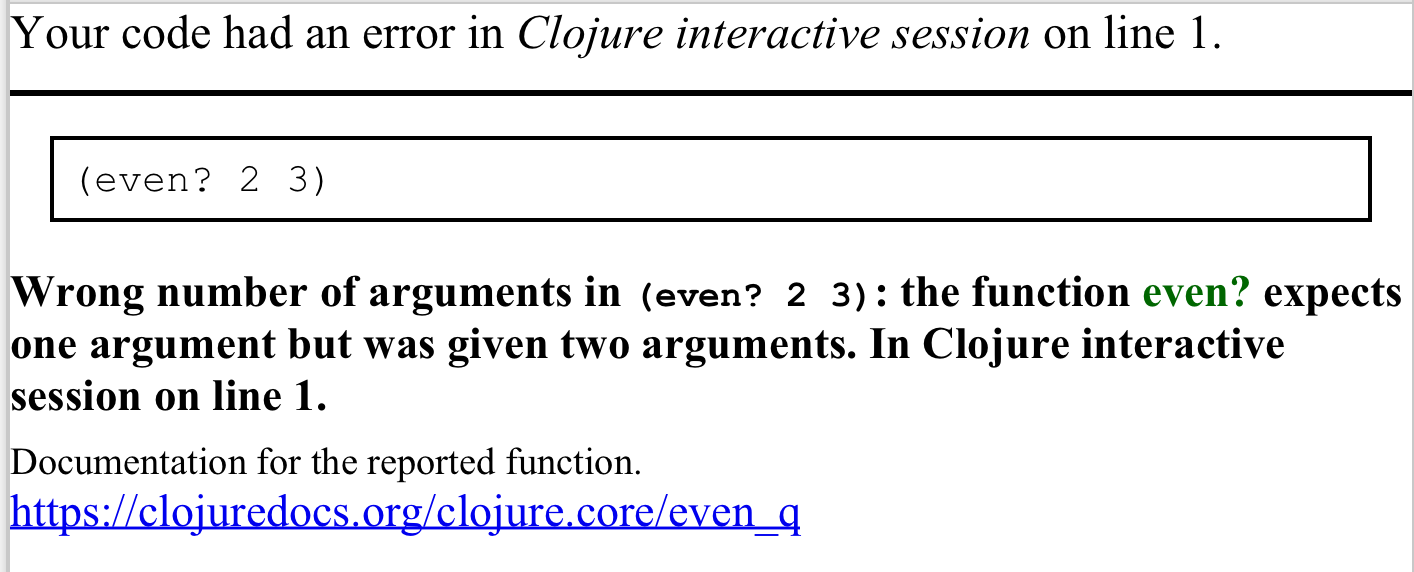 Your code had an error in Clojure interactive session on line 1.
(even? 2 3)
Wrong number of arguments in (even? 2 3): the function even? expects
one argument but was given two arguments. In Clojure interactive
session on line 1.
Documentation for the reported function.
https://clojuredocs.org/clojure.core/even_q